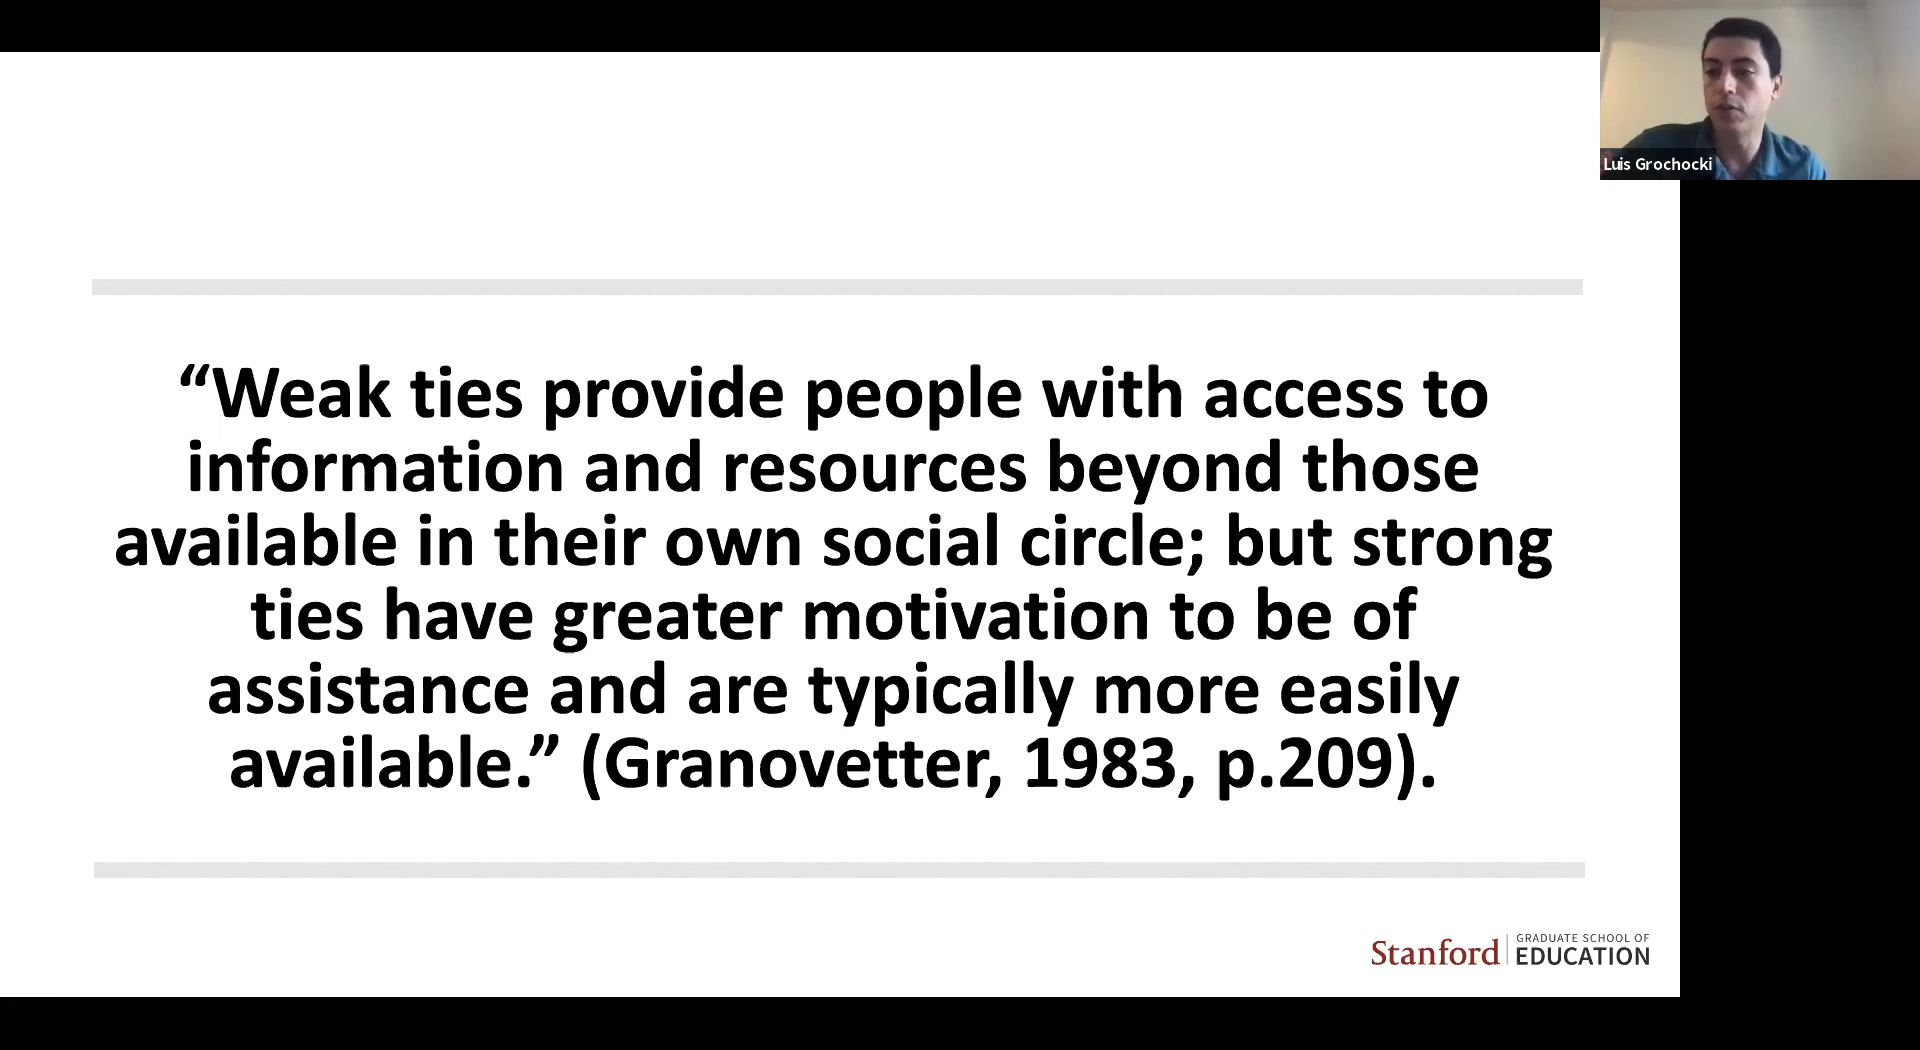 Luis Grochocki
“Weak ties provide people with access to
information and resources beyond those
available in their own social circle; but strong
ties have greater motivation to be of
assistance and are typically more easily
available.” (Granovetter, 1983, p.209).
Stanford
GRADUATE SCHOOL OF
EDUCATION